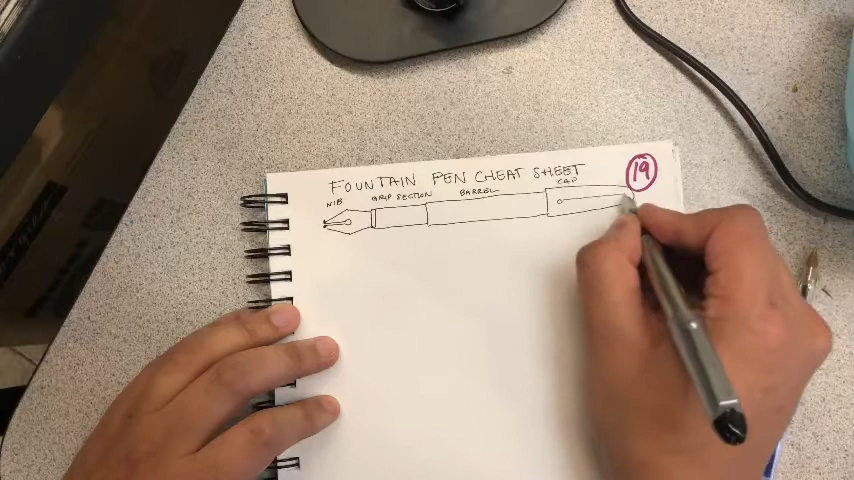 FOUNTAIN PEN CHEAT SHEET
19
NIB GRIP SECTION BARREL CAP